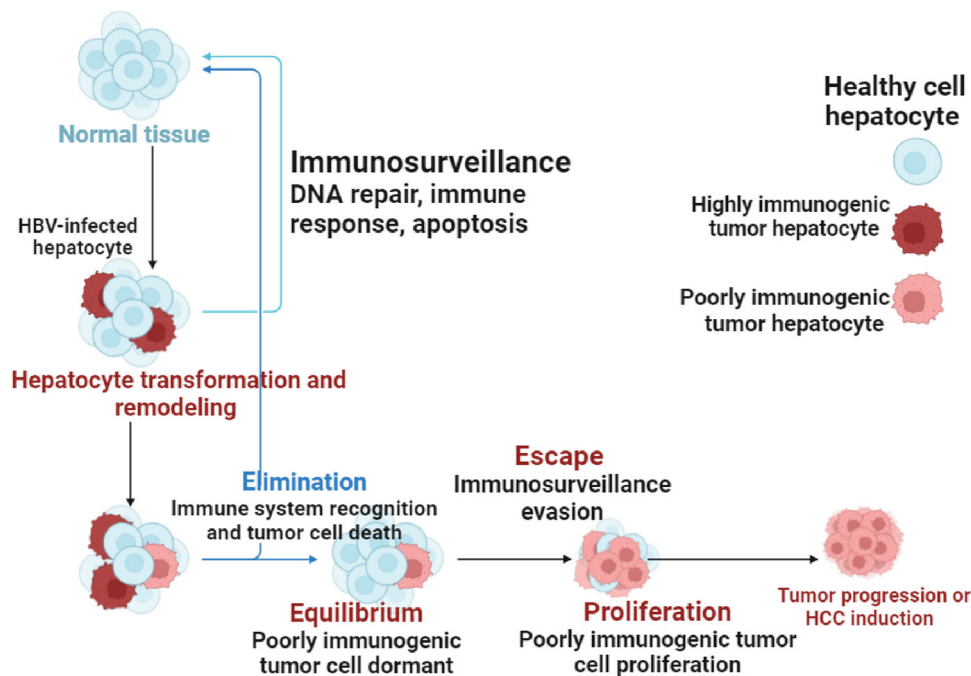 Normal tissue
HBV-infected
hepatocyte
Immunosurveillance
DNA repair, immune
response, apoptosis
Healthy cell
hepatocyte
Highly immunogenic
tumor hepatocyte
Poorly immunogenic
tumor hepatocyte
Hepatocyte transformation and
remodeling
Elimination
Immune system recognition
and tumor cell death
Equilibrium
Poorly immunogenic
tumor cell dormant
Escape
Immunosurveillance
evasion
Proliferation
Poorly immunogenic tumor
cell proliferation
Tumor progression or
HCC induction